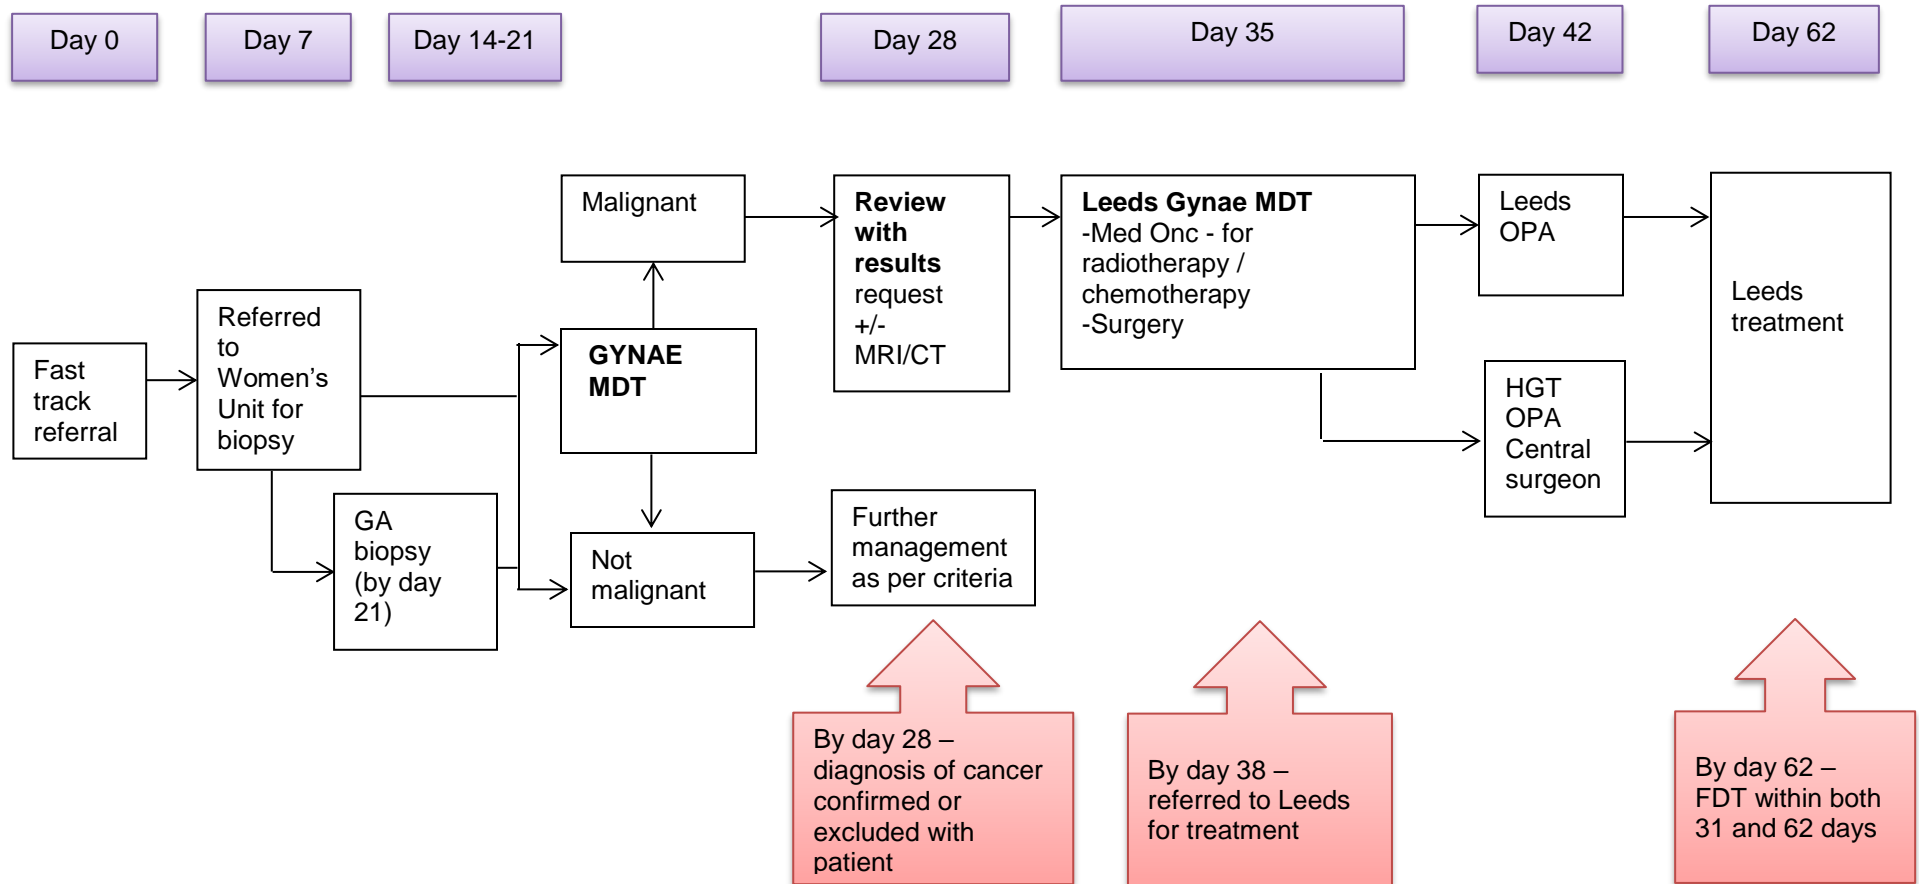 Day 0
Day 7
Day 14-21
Day 28
Day 35
Day 42
Day 62
Fast
track
referral
Referred
to
Women’s
Unit for
biopsy
GA
biopsy
(by day
21)
Malignant
GYNAE
MDT
Not
malignant
Review
with
results
request
+/-
MRI/CT
Further
management
as per criteria
Leeds Gynae MDT
-Med Onc - for
radiotherapy /
chemotherapy
-Surgery
Leeds
OPA
HGT
OPA
Central
surgeon
Leeds
treatment
By day 28 –
diagnosis of cancer
confirmed or
excluded with
patient
By day 38 –
referred to Leeds
for treatment
By day 62 –
FDT within both
31 and 62 days